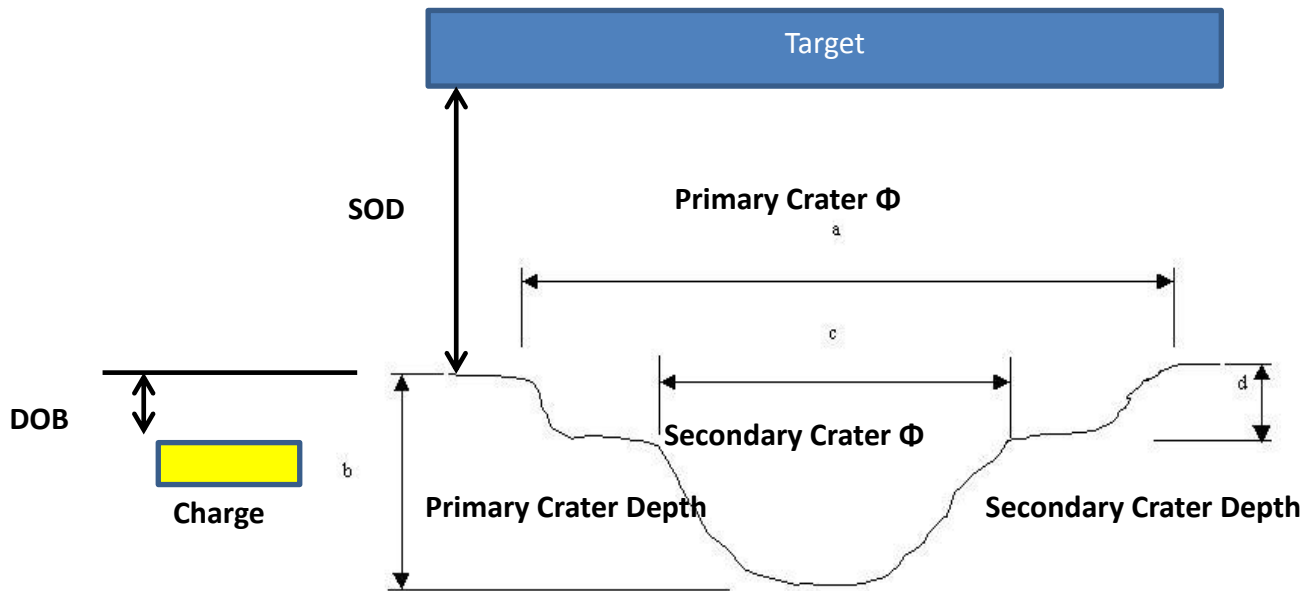 Target
SOD
Primary Crater Φ
a
c
DOB
d
Secondary Crater Φ
b
Charge
Primary Crater Depth
Secondary Crater Depth